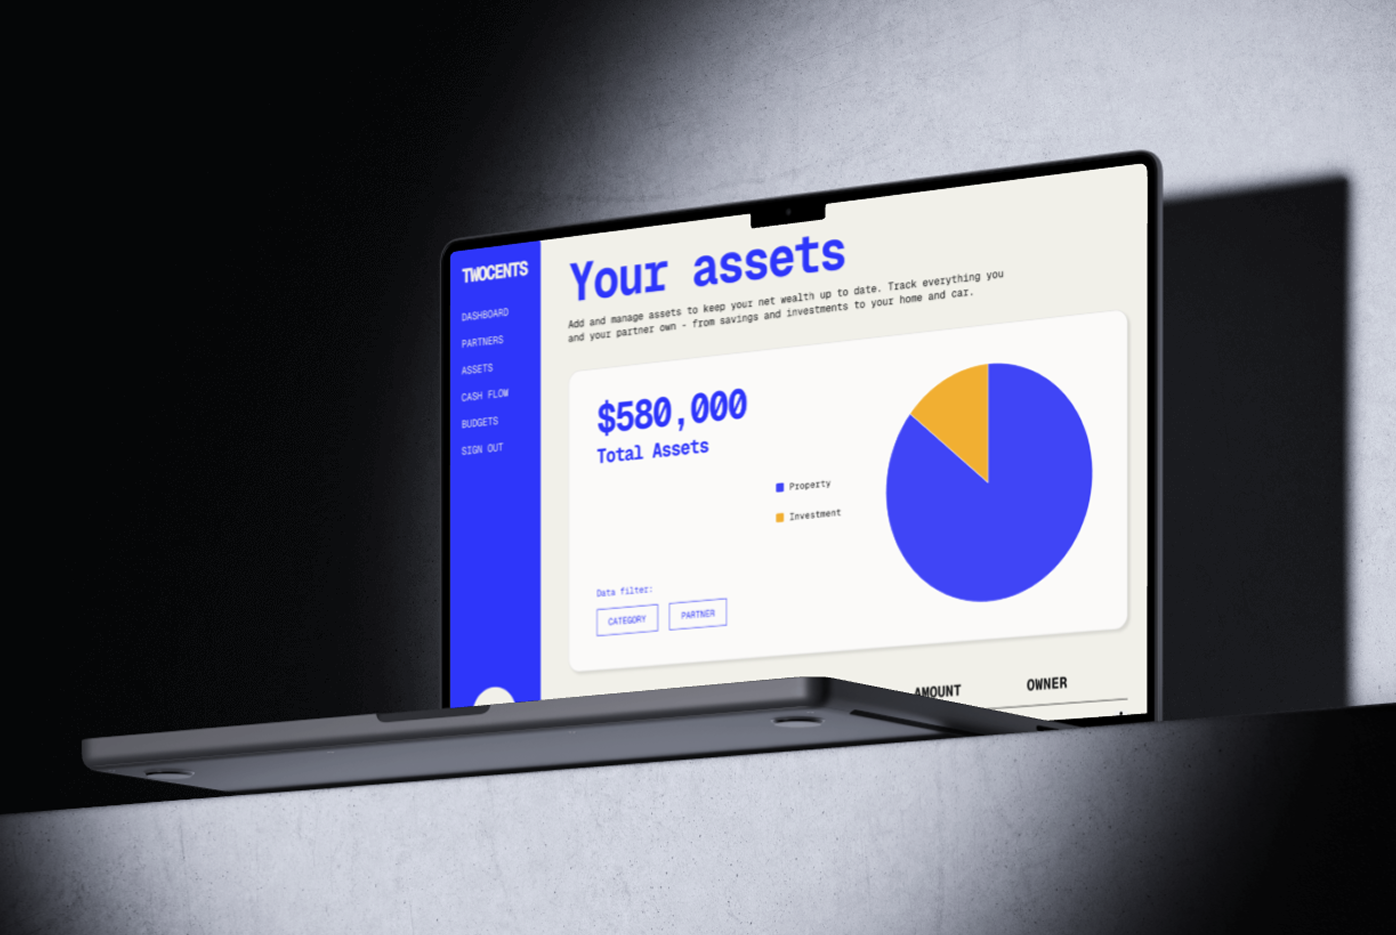 TWOCENTS
DASHBOARD
PARTNERS
ASSETS
CASH FLOW
BUDGETS
SIGN OUT
Your assets
Add and manage assets to keep your net wealth up to date. Track everything you
and your partner own - from savings and investments to your home and car.
$580,000
Total Assets
Property
Investment
Data filter:
CATEGORY
PARTNER
AMOUNT
OWNER